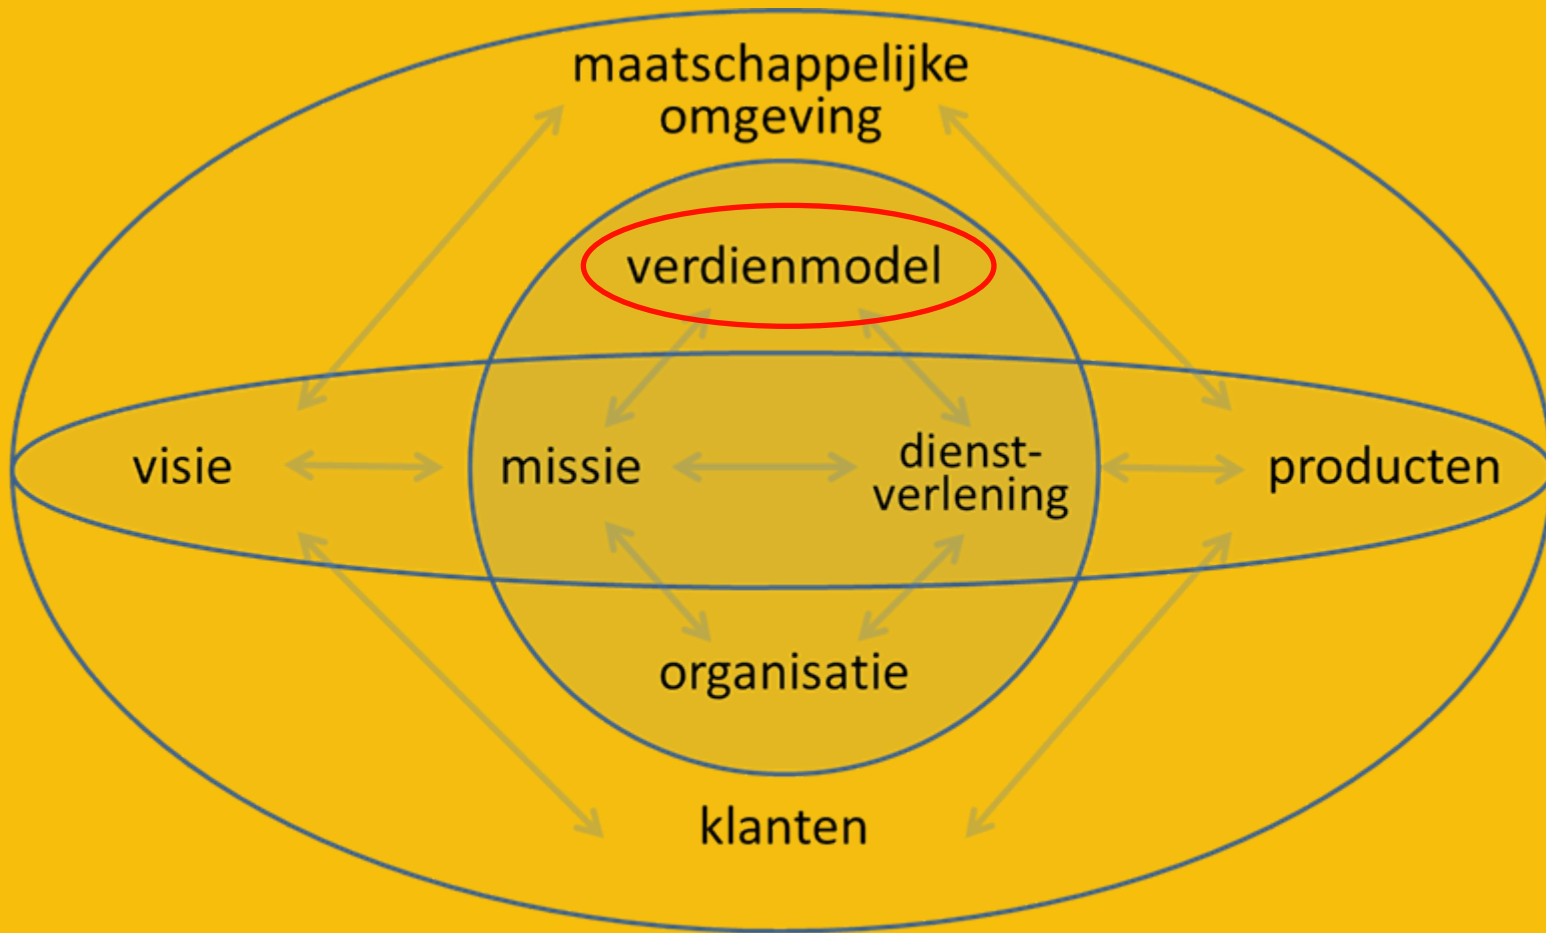 maatschappelijke
omgeving
verdienmodel
visie
missie
dienst-
verlening
producten
organisatie
klanten